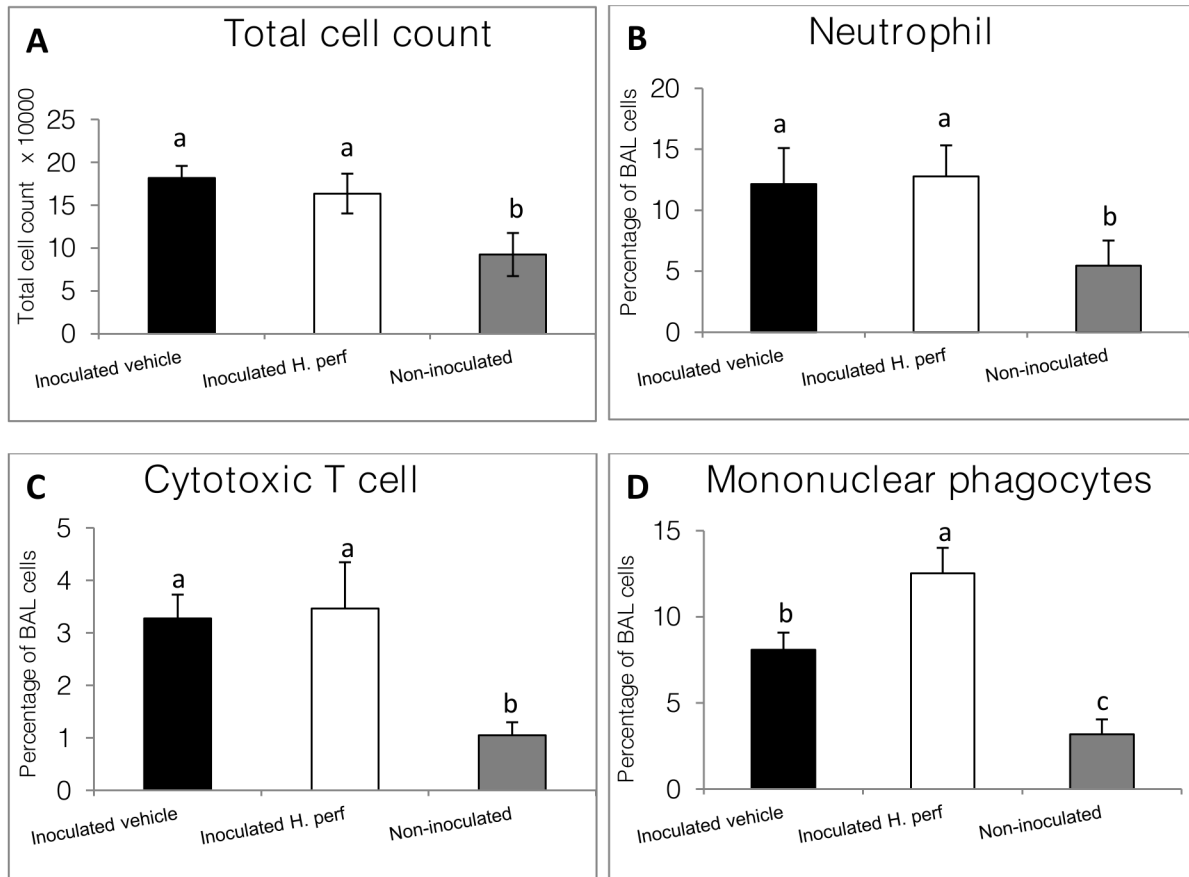 A
Total cell count
Total cell count x 10000
25
20
15
10
5
0
a
a
b
Inoculated vehicle
Inoculated H. perf
Non-inoculated
B
Neutrophil
Percentage of BAL cells
20
15
10
5
0
a
a
b
Inoculated vehicle
Inoculated H. perf
Non-inoculated
C
Cytotoxic T cell
Percentage of BAL cells
5
4
3
2
1
0
a
a
b
Inoculated vehicle
Inoculated H. perf
Non-inoculated
D
Mononuclear phagocytes
Percentage of BAL cells
15
10
5
0
b
a
c
Inoculated vehicle
Inoculated H. perf
Non-inoculated